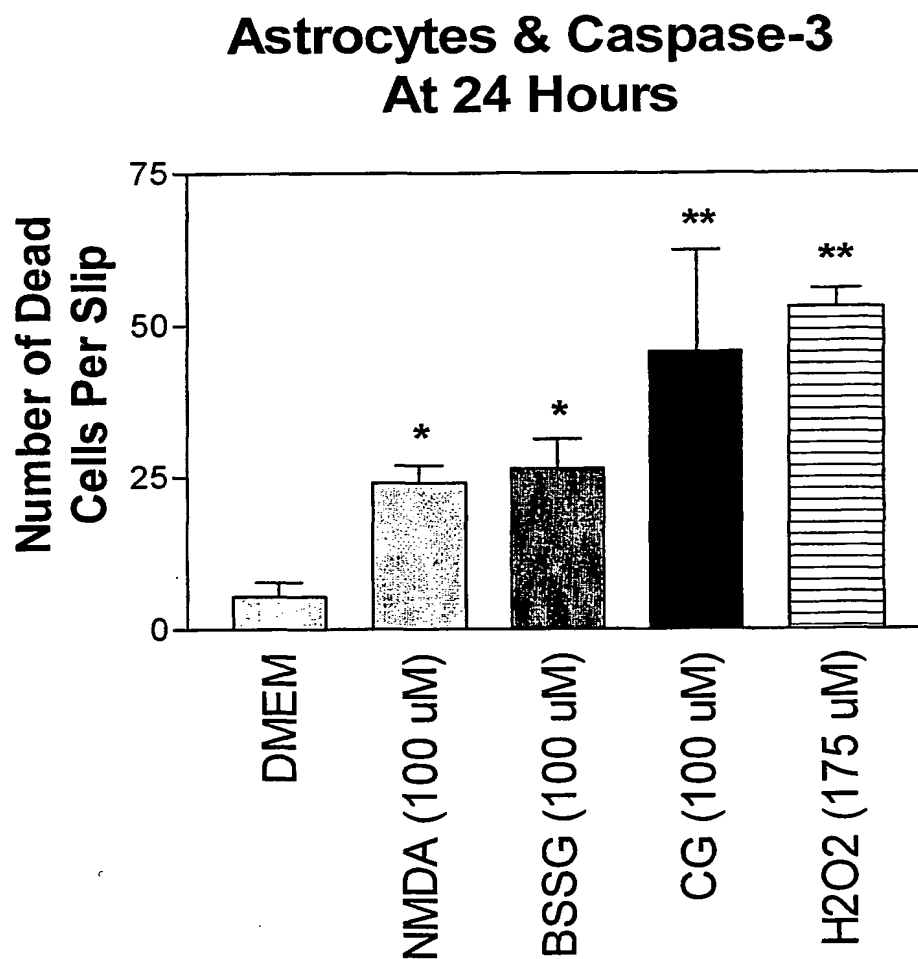 Astrocytes & Caspase-3
At 24 Hours
Number of Dead
Cells Per Slip
75
50
25
0
*
*
**
**
DMEM
NMDA (100 uM)
BSSG (100 uM)
CG (100 uM)
H2O2 (175 uM)